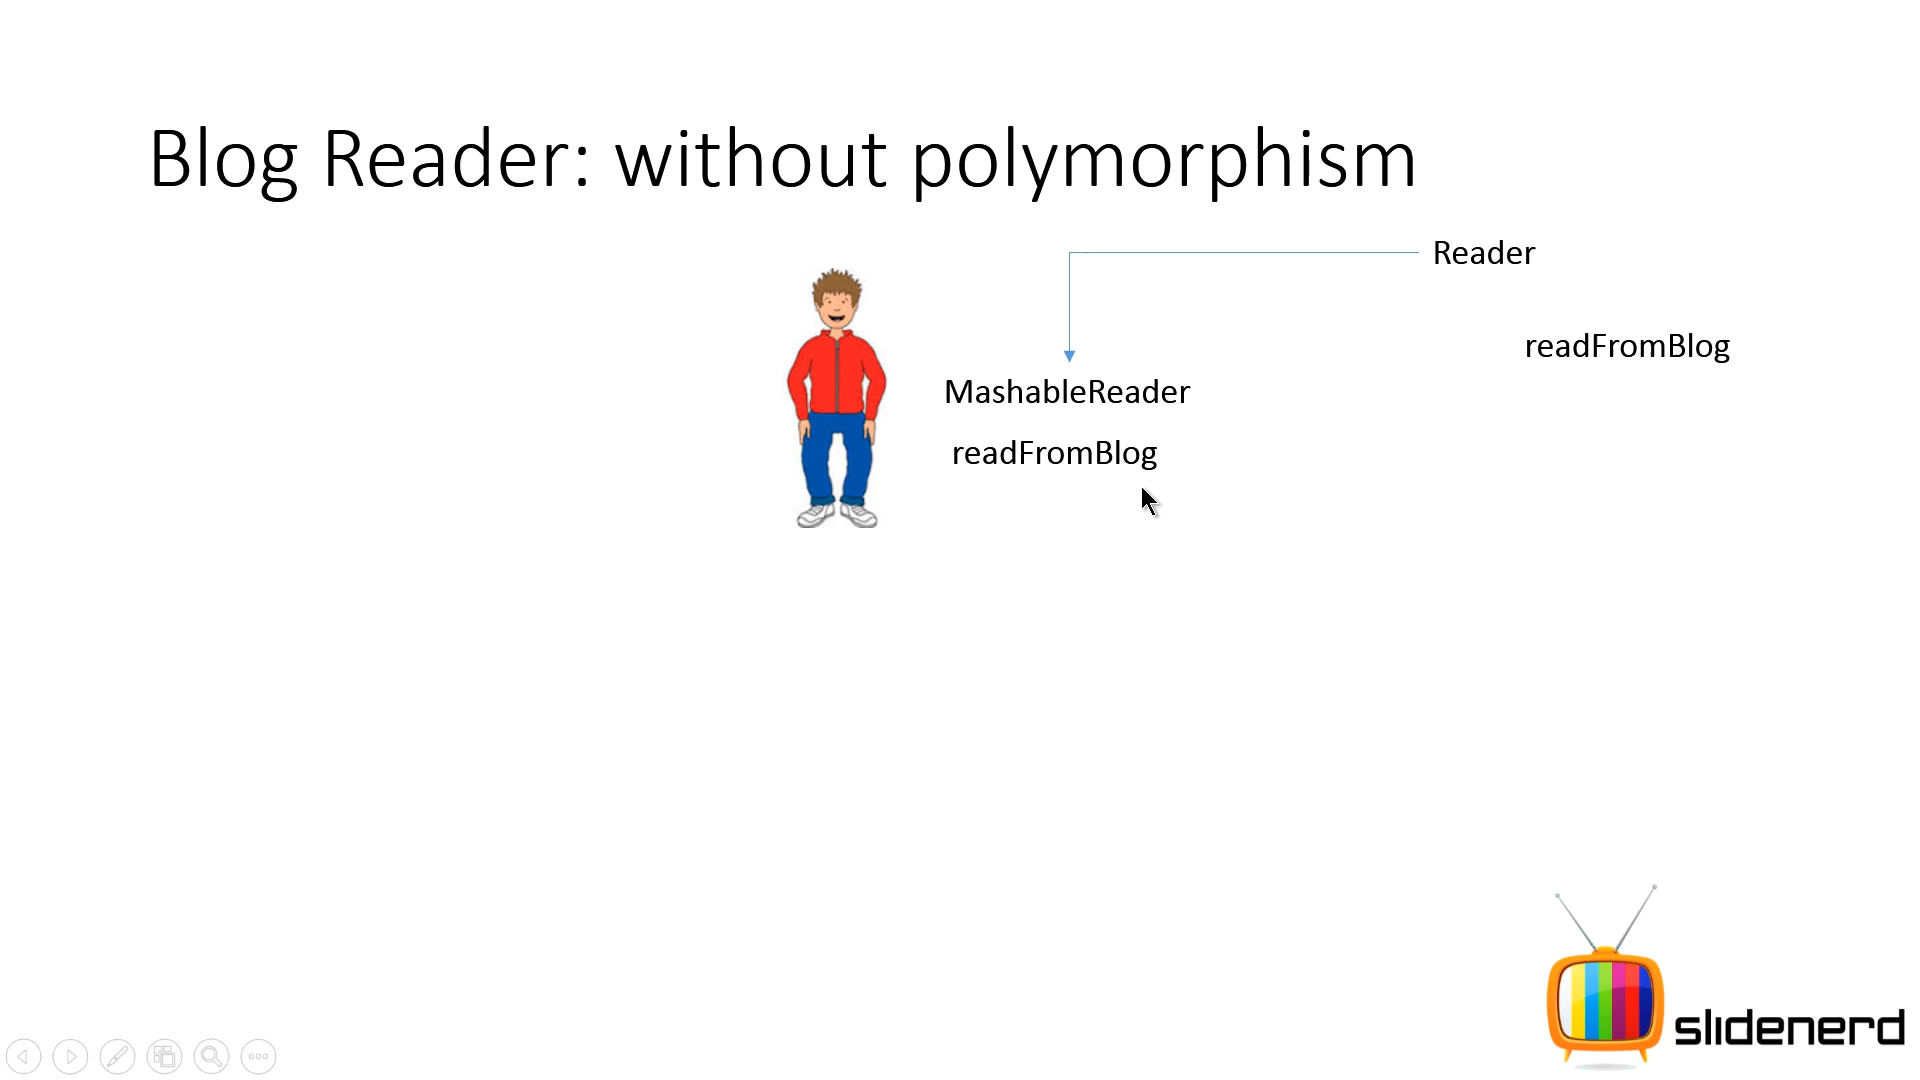 Blog Reader: without polymorphism
Reader
readFromBlog
MashableReader
readFromBlog
slidenerd